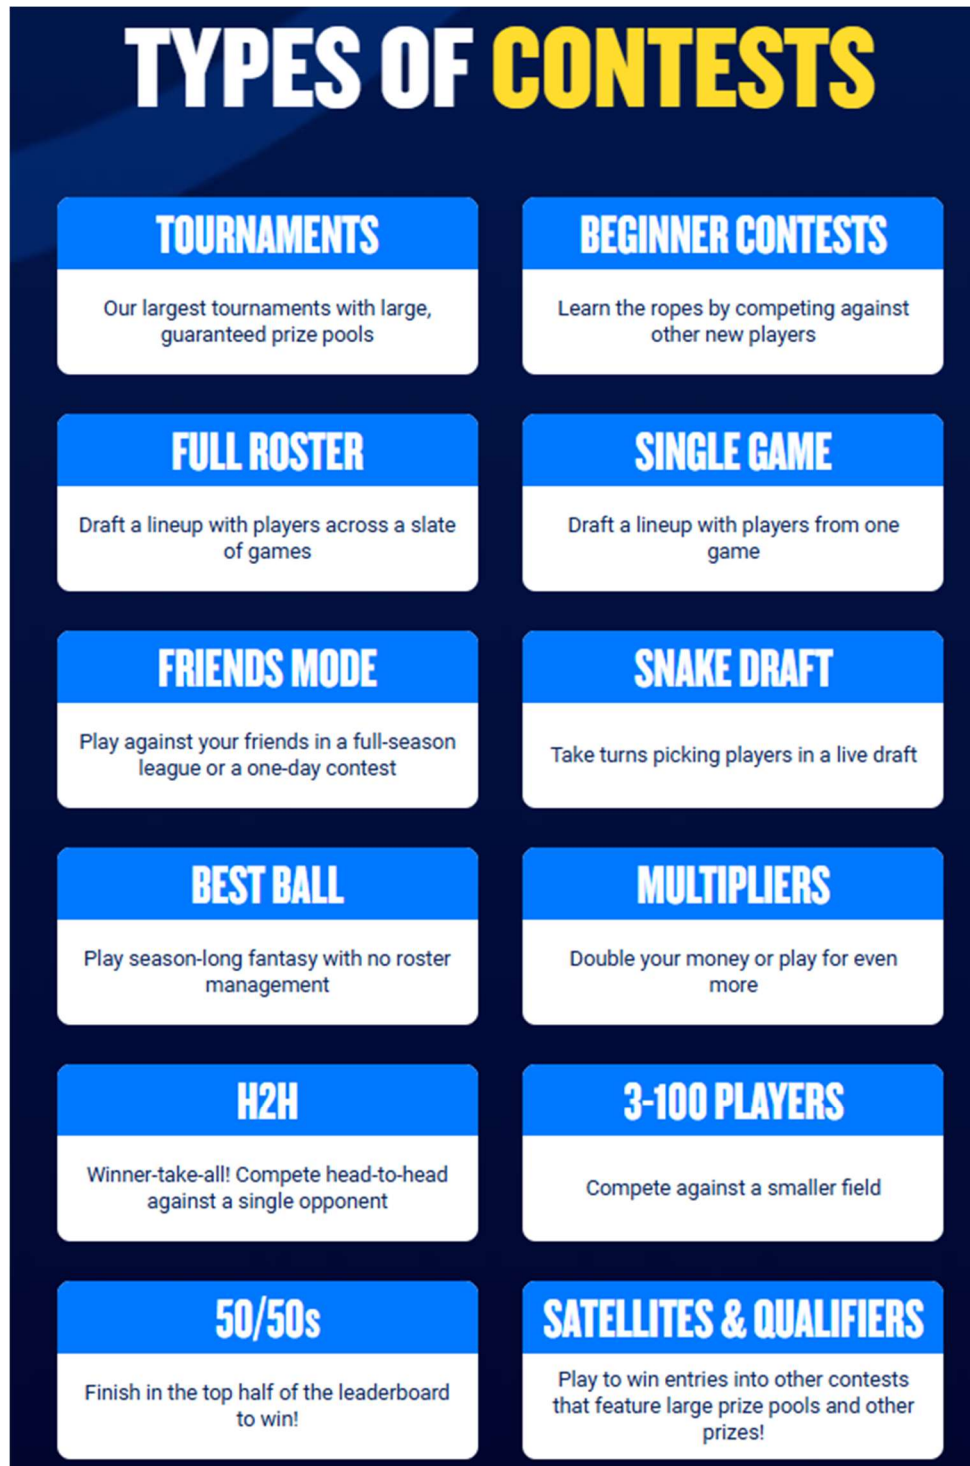 TYPES OF CONTESTS
TOURNAMENTS
Our largest tournaments with large,
guaranteed prize pools
BEGINNER CONTESTS
Learn the ropes by competing against
other new players
FULL ROSTER
Draft a lineup with players across a slate
of games
SINGLE GAME
Draft a lineup with players from one
game
FRIENDS MODE
Play against your friends in a full-season
league or a one-day contest
SNAKE DRAFT
Take turns picking players in a live draft
BEST BALL
Play season-long fantasy with no roster
management
MULTIPLIERS
Double your money or play for even
more
H2H
Winner-take-all! Compete head-to-head
against a single opponent
3-100 PLAYERS
Compete against a smaller field
50/50s
Finish in the top half of the leaderboard
to win!
SATELLITES & QUALIFIERS
Play to win entries into other contests
that feature large prize pools and other
prizes!